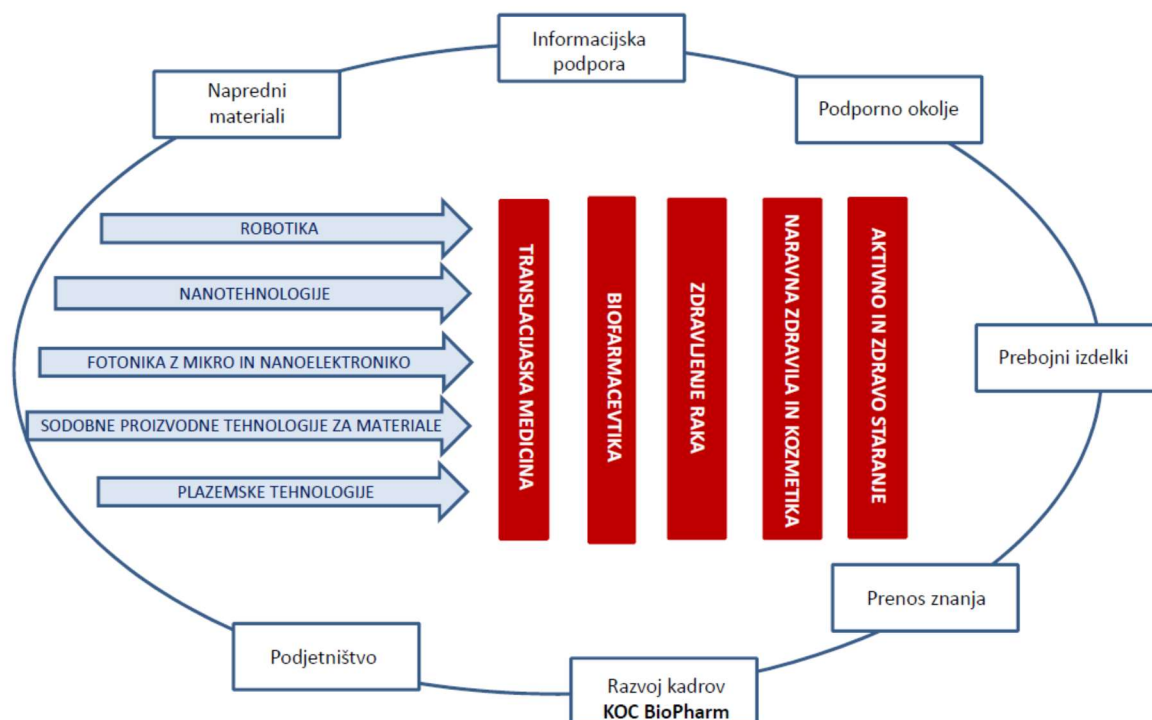 Informacijska
podpora
Napredni
materiali
Podporno okolje
ROBOTIKA
NANOTEHNOLOGIJE
FOTONIKA Z MIKRO IN NANOELEKTRONIKO
SODOBNE PROIZVODNE TEHNOLOGIJE ZA MATERIALE
PLAZEMSKE TEHNOLOGIJE
TRANSLACIJASKA MEDICINA
BIOFARMACEVTIKA
ZDRAVLJENJE RAKA
NARAVNA ZDRAVILA IN KOZMETIKA
AKTIVNO IN ZDRAVO STARANJE
Prebojni izdelki
Prenos znanja
Podjetništvo
Razvoj kadrov
KOC BioPharm